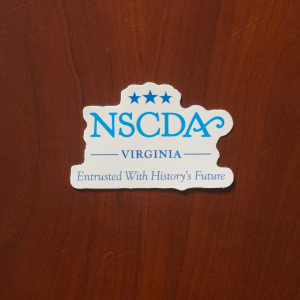 NSCDA
VIRGINIA
Entrusted With History's Future